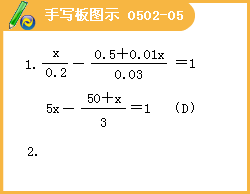 手写板图示 0502-05
1. x/0.2 − (0.5+0.01x)/0.03 =1
5x− (50+x)/3 =1 (D)
2.